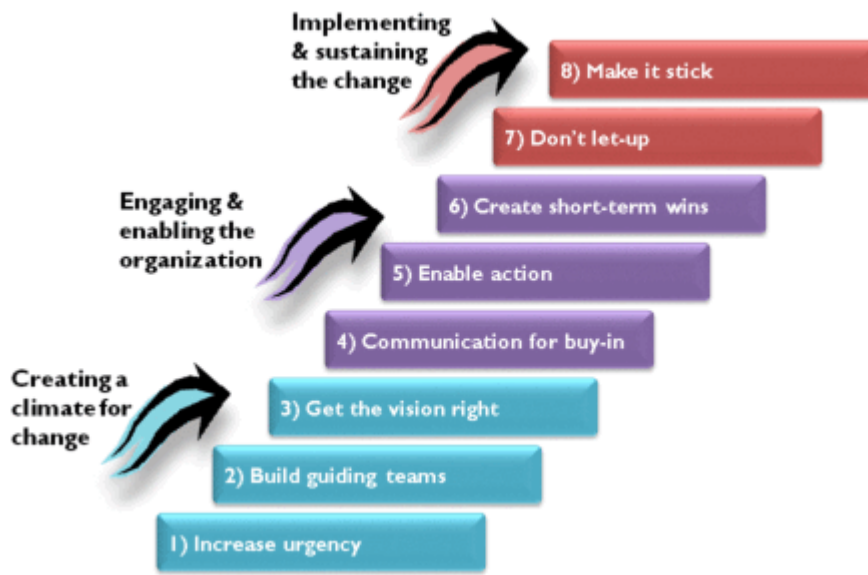 Implementing
& sustaining
the change
8) Make it stick
7) Don't let-up
Engaging &
enabling the
organization
6) Create short-term wins
5) Enable action
4) Communication for buy-in
Creating a
climate for
change
3) Get the vision right
2) Build guiding teams
1) Increase urgency